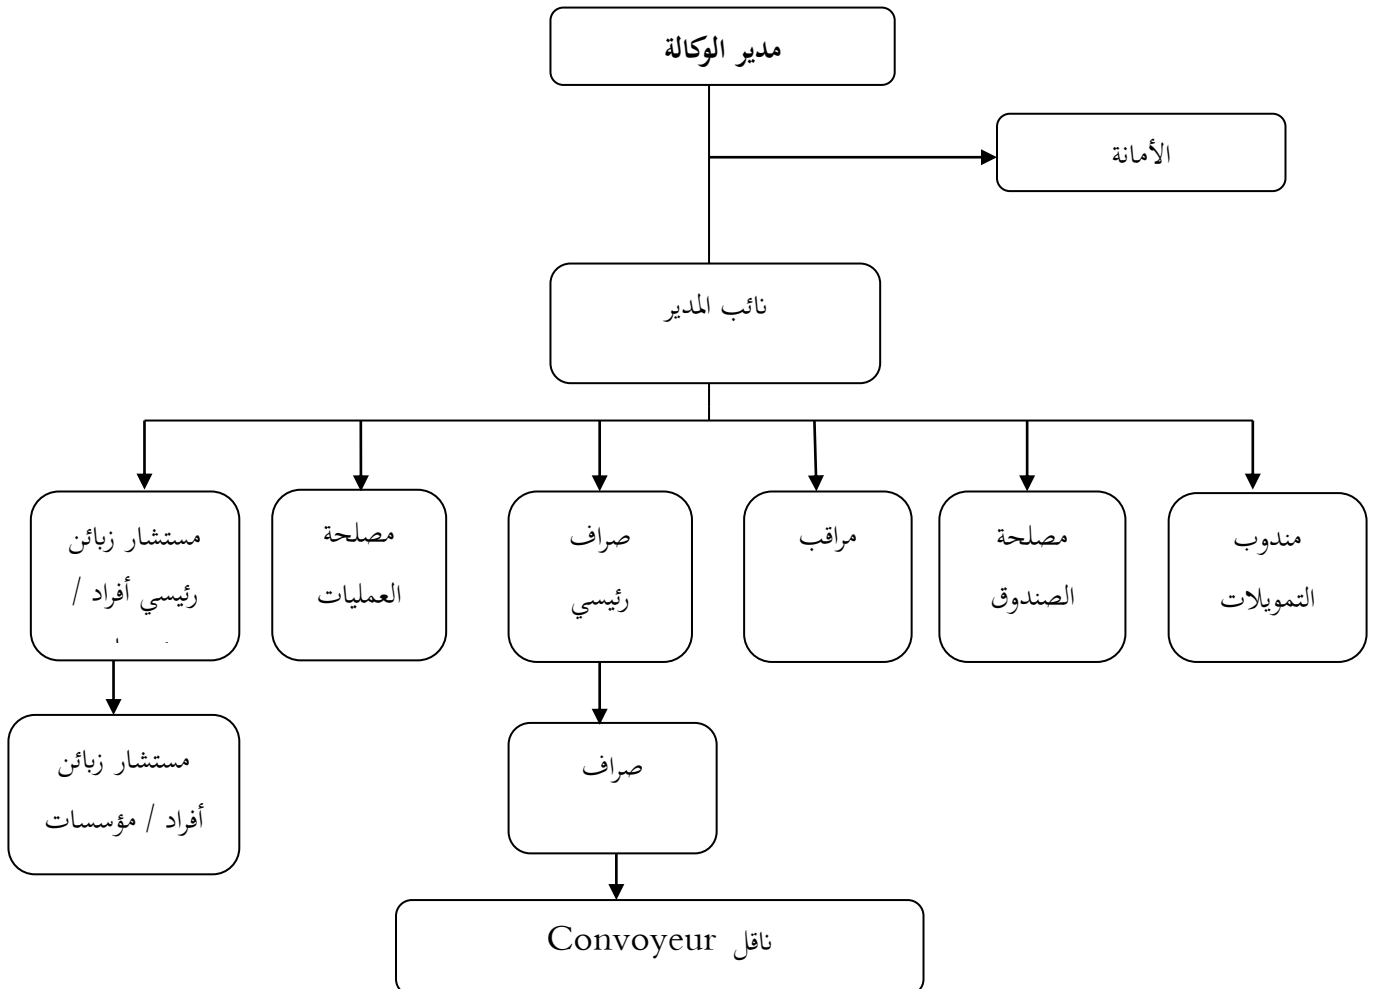 مدير الوكالة
الأمانة
نائب المدير
مندوب
التمويلات
مصلحة
الصندوق
مراقب
صراف
رئيسي
مصلحة
العمليات
مستشار زبائن
رئيسي أفراد /
صراف
مستشار زبائن
أفراد / مؤسسات
ناقل Convoyeur